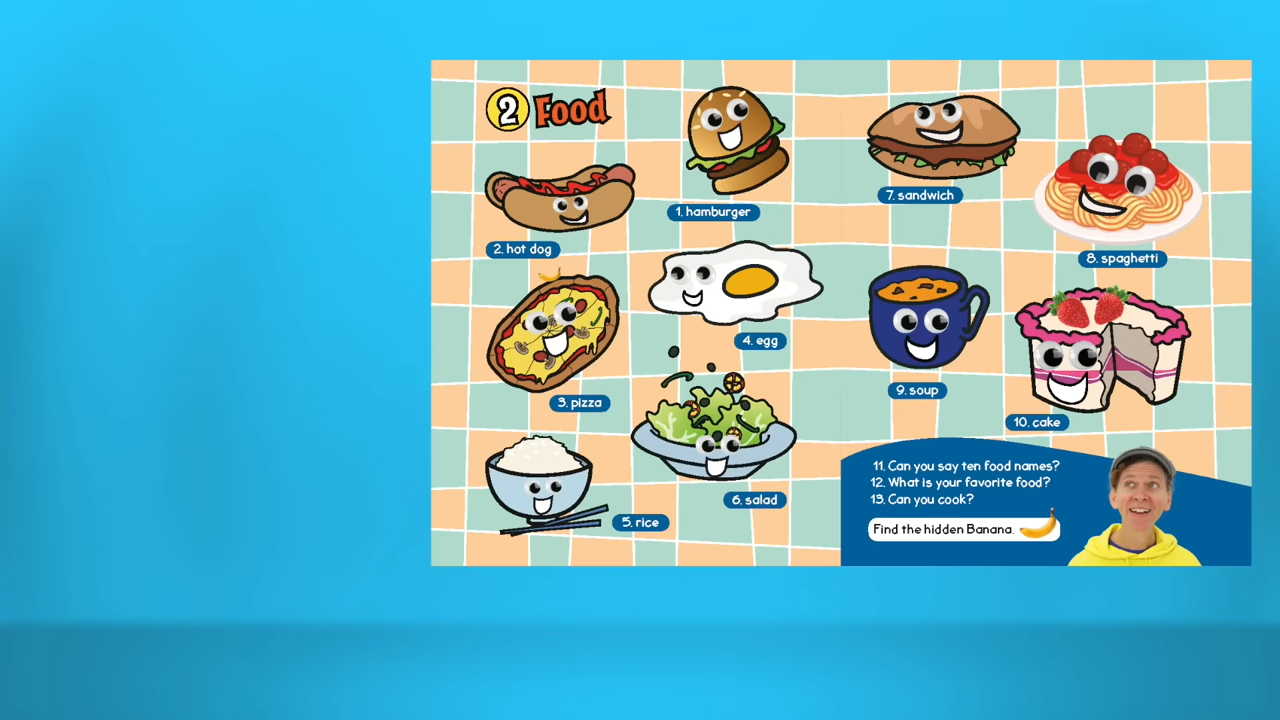 2 Food
1. hamburger
2. hot dog
3. pizza
4. egg
5. rice
6. salad
7. sandwich
8. spaghetti
9. soup
10. cake
11. Can you say ten food names?
12. What is your favorite food?
13. Can you cook?
Find the hidden Banana.